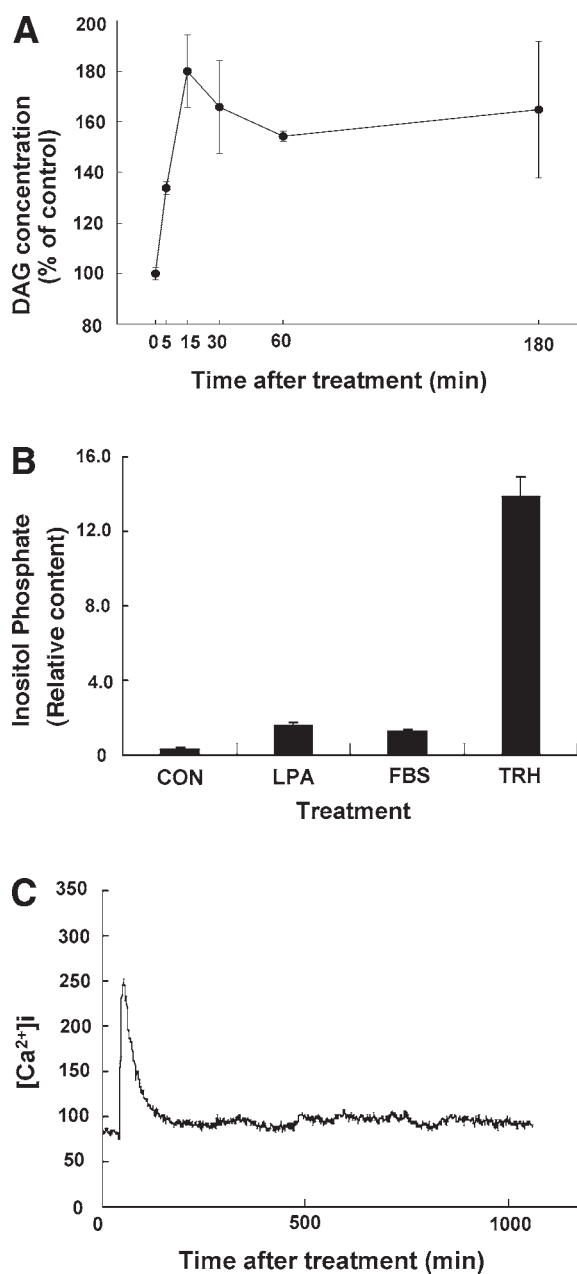 A
DAG concentration
(% of control)
200
180
160
140
120
100
80
0 5 15 30 60 180
Time after treatment (min)
B
Inositol Phosphate
(Relative content)
16.0
12.0
8.0
4.0
0
CON LPA FBS TRH
Treatment
C
[Ca²⁺]i
350
300
250
200
150
100
50
0
0 500 1000
Time after treatment (min)